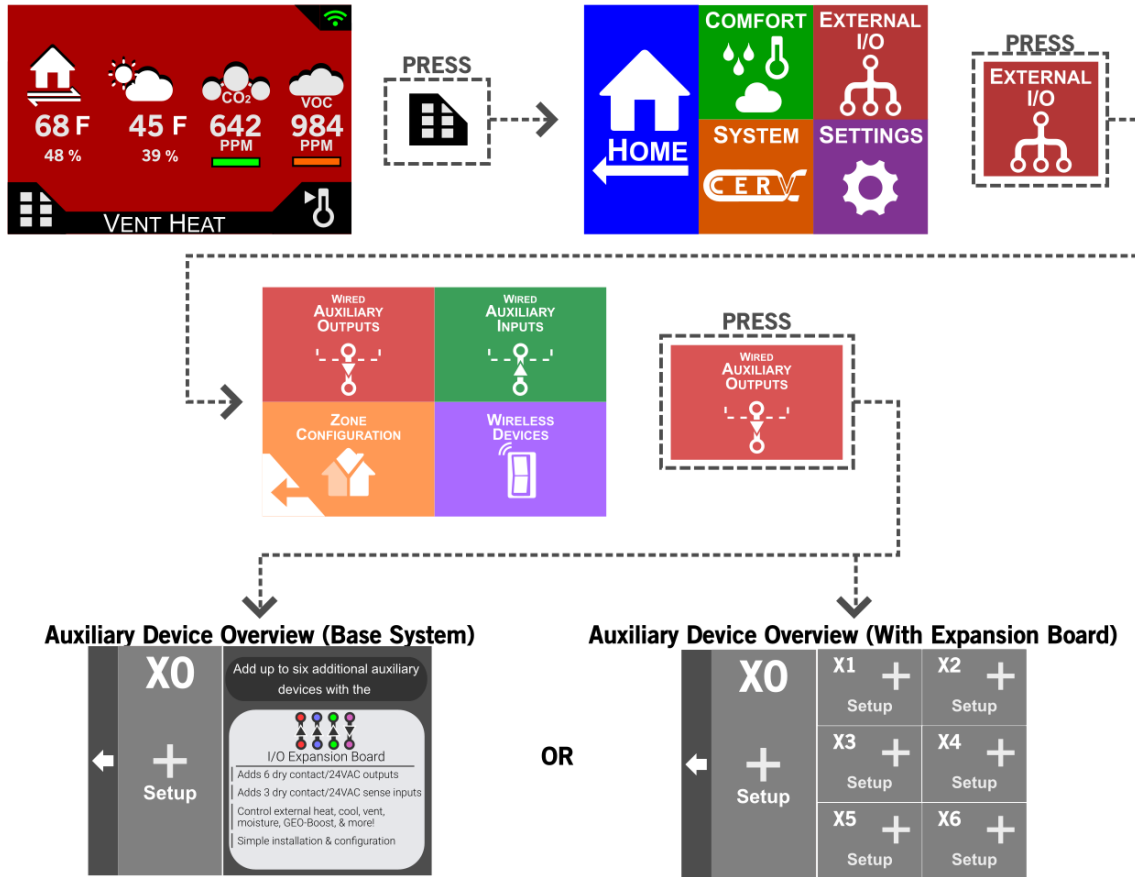 68 F
48 %
45 F
39 %
CO2
642
PPM
VOC
984
PPM
VENT HEAT
PRESS
HOME
COMFORT
EXTERNAL
I/O
SYSTEM
CERV
SETTINGS
PRESS
EXTERNAL
I/O
WIRED
AUXILIARY
OUTPUTS
WIRED
AUXILIARY
INPUTS
ZONE
CONFIGURATION
WIRELESS
DEVICES
PRESS
WIRED
AUXILIARY
OUTPUTS
Auxiliary Device Overview (Base System)
X0
Setup
Add up to six additional auxiliary
devices with the
I/O Expansion Board
Adds 6 dry contact/24VAC outputs
Adds 3 dry contact/24VAC sense inputs
Control external heat, cool, vent,
moisture, GEO-Boost, & more!
Simple installation & configuration
OR
Auxiliary Device Overview (With Expansion Board)
X0
Setup
X1
Setup
X2
Setup
X3
Setup
X4
Setup
X5
Setup
X6
Setup